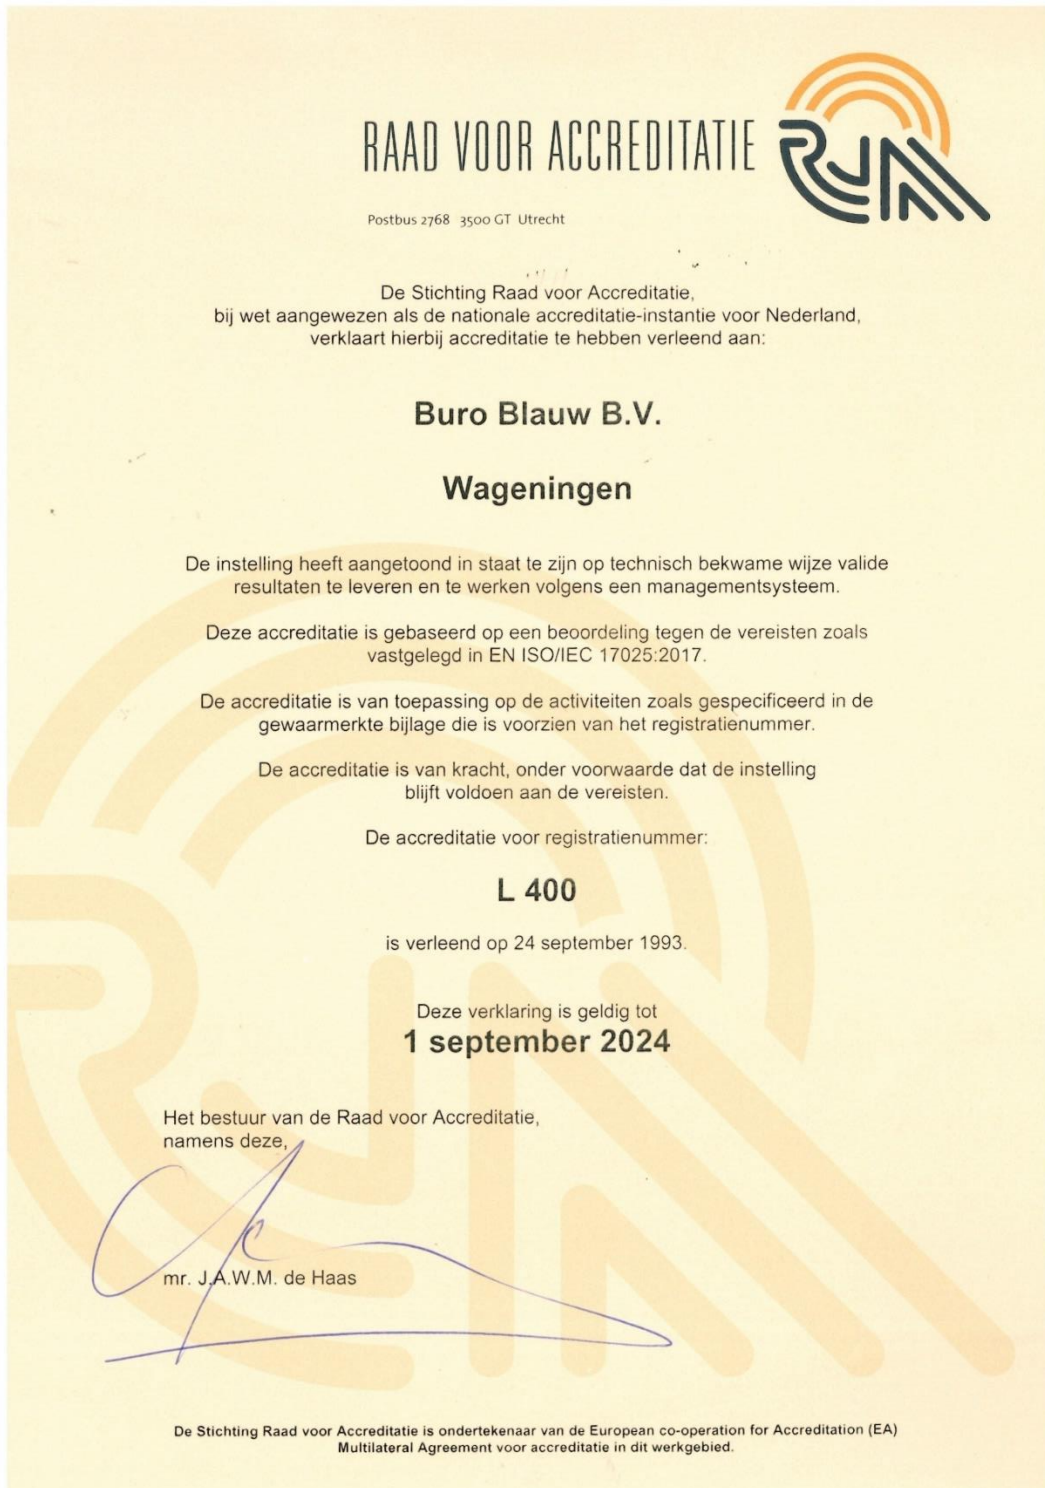 RAAD VOOR ACCREDITATIE
RvA
Postbus 2768 3500 GT Utrecht
De Stichting Raad voor Accreditatie,
bij wet aangewezen als de nationale accreditatie-instantie voor Nederland,
verklaart hierbij accreditatie te hebben verleend aan:
Buro Blauw B.V.
Wageningen
De instelling heeft aangetoond in staat te zijn op technisch bekwame wijze valide
resultaten te leveren en te werken volgens een managementsysteem.
Deze accreditatie is gebaseerd op een beoordeling tegen de vereisten zoals
vastgelegd in EN ISO/IEC 17025:2017.
De accreditatie is van toepassing op de activiteiten zoals gespecificeerd in de
gewaarmerkte bijlage die is voorzien van het registratienummer.
De accreditatie is van kracht, onder voorwaarde dat de instelling
blijft voldoen aan de vereisten.
De accreditatie voor registratienummer:
L 400
is verleend op 24 september 1993.
Deze verklaring is geldig tot
1 september 2024
Het bestuur van de Raad voor Accreditatie,
namens deze,
mr. J.A.W.M. de Haas
De Stichting Raad voor Accreditatie is ondertekenaar van de European co-operation for Accreditation (EA)
Multilateral Agreement voor accreditatie in dit werkgebied.